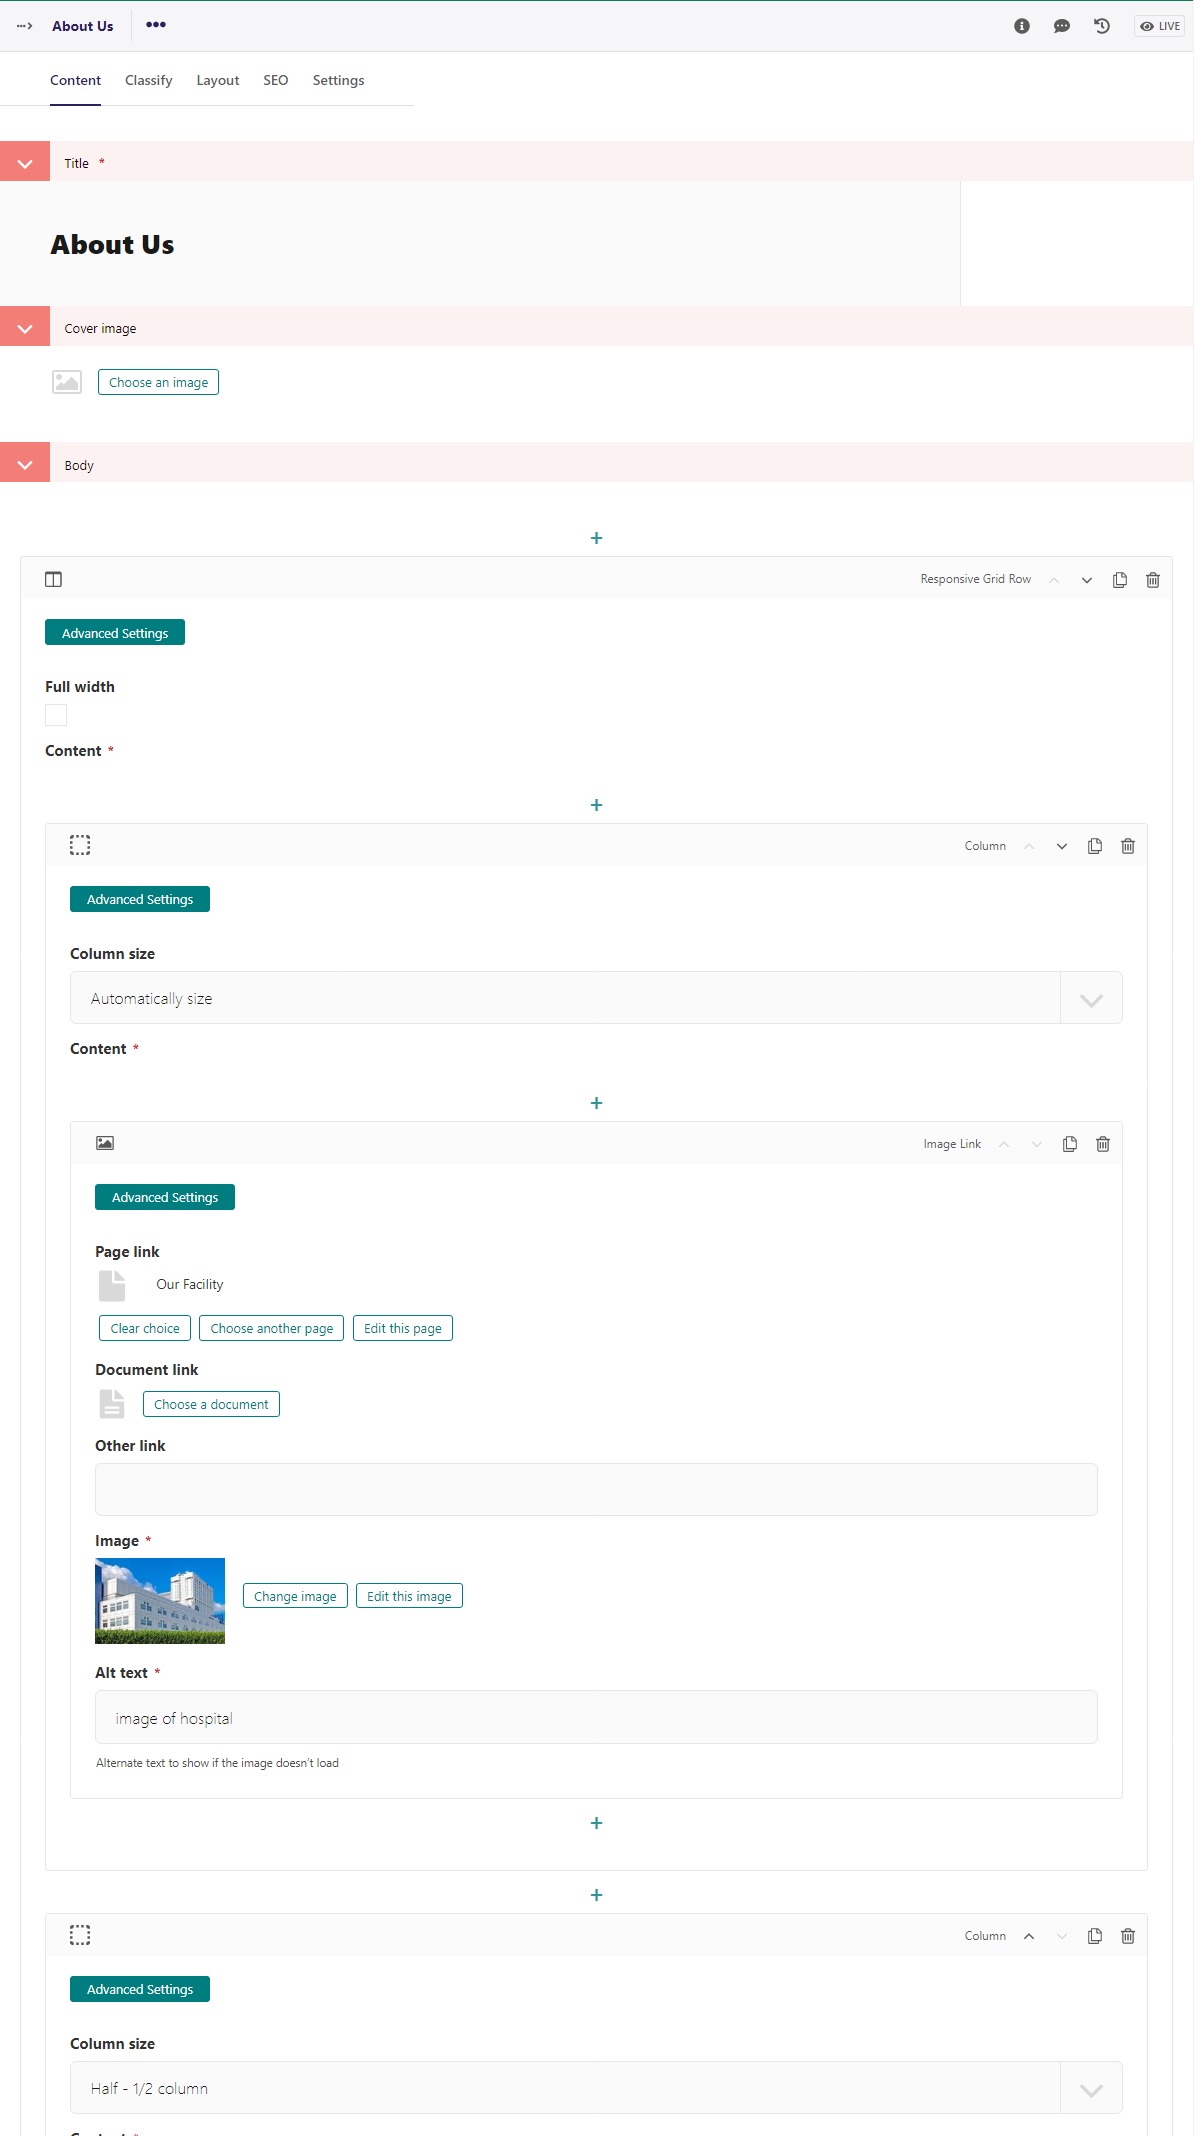 About Us
LIVE
Content Classify Layout SEO Settings
Title *
About Us
Cover image
Choose an image
Body
+
Responsive Grid Row
Advanced Settings
Full width
Content *
+
Column
Advanced Settings
Column size
Automatically size
Content *
+
Image Link
Advanced Settings
Page link
Our Facility
Clear choice Choose another page Edit this page
Document link
Choose a document
Other link
Image *
Change image Edit this image
Alt text *
image of hospital
Alternate text to show if the image doesn't load
+
+
Column
Advanced Settings
Column size
Half - 1/2 column